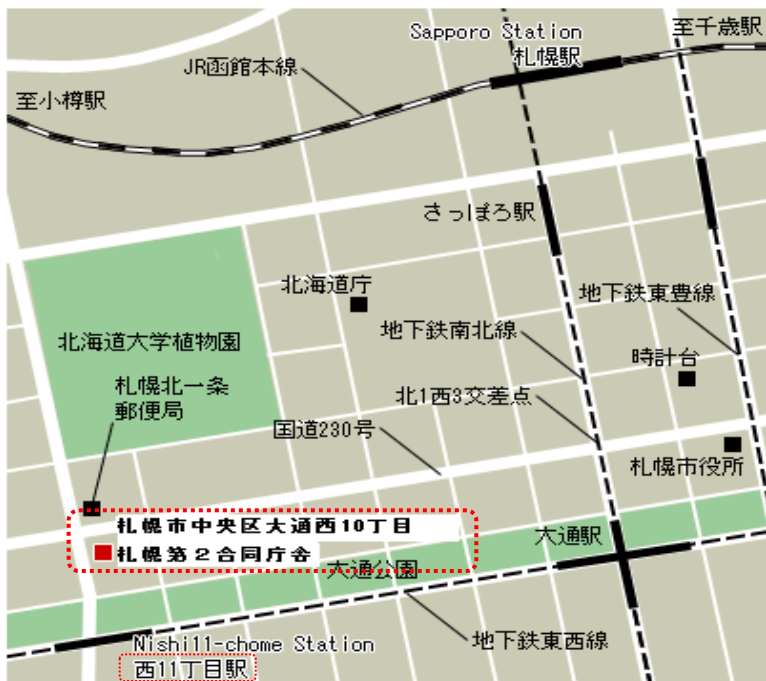 Sapporo Station
札幌駅
至千歳駅
JR函館本線
至小樽駅
さっぽろ駅
北海道庁
地下鉄東豊線
地下鉄南北線
北海道大学植物園
時計台
札幌北一条
郵便局
北1西3交差点
国道230号
札幌市役所
札幌市中央区大通西10丁目
札幌第2合同庁舎
大通駅
大通公園
Nishi11-chome Station
西11丁目駅
地下鉄東西線